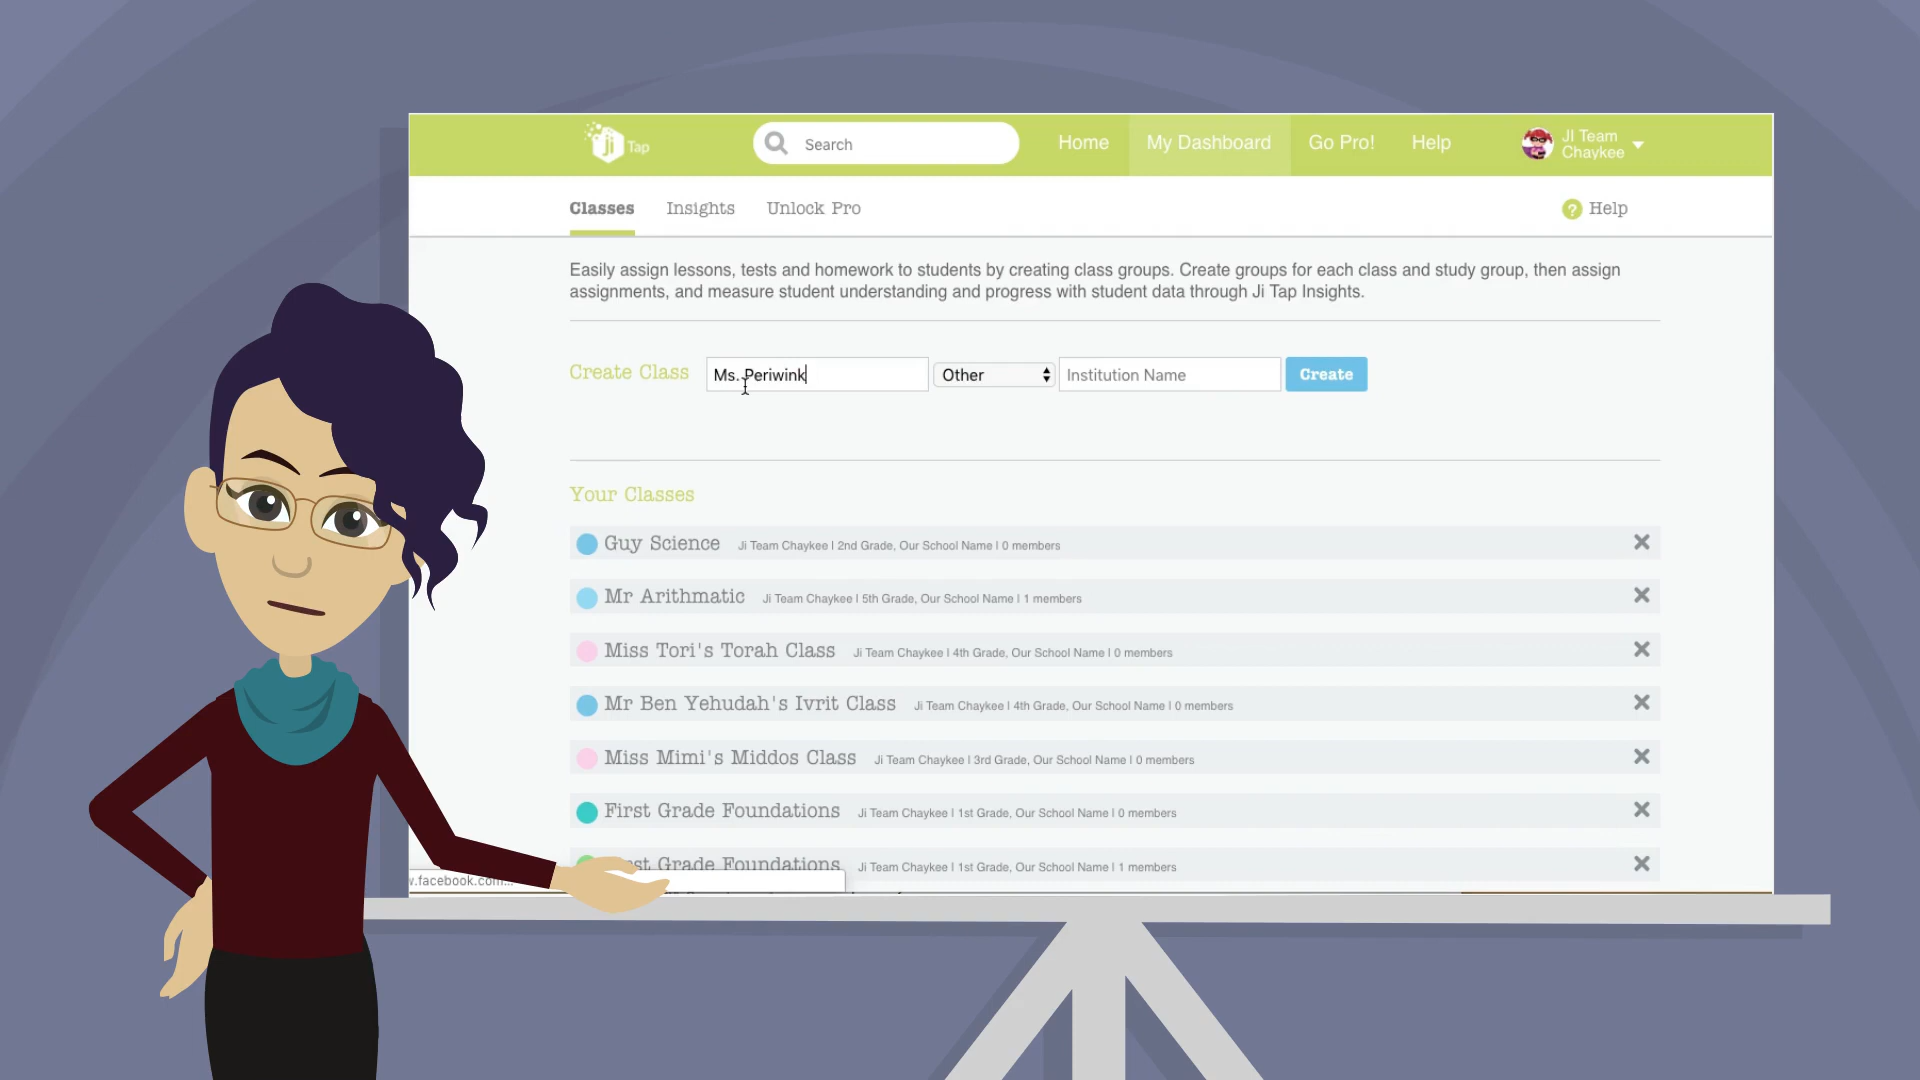 ji Tap
Search
Home
My Dashboard
Go Pro!
Help
JI Team
Chaykee
Classes
Insights
Unlock Pro
? Help
Easily assign lessons, tests and homework to students by creating class groups. Create groups for each class and study group, then assign
assignments, and measure student understanding and progress with student data through Ji Tap Insights.
Create Class
Ms. Periwink
Other
Institution Name
Create
Your Classes
Guy Science Ji Team Chaykee | 2nd Grade, Our School Name | 0 members
Mr Arithmatic Ji Team Chaykee | 5th Grade, Our School Name | 1 members
Miss Tori's Torah Class Ji Team Chaykee | 4th Grade, Our School Name | 0 members
Mr Ben Yehudah's Ivrit Class Ji Team Chaykee | 4th Grade, Our School Name | 0 members
Miss Mimi's Middos Class Ji Team Chaykee | 3rd Grade, Our School Name | 0 members
First Grade Foundations Ji Team Chaykee | 1st Grade, Our School Name | 0 members
Grade Foundations Ji Team Chaykee | 1st Grade, Our School Name | 1 members
.facebook.com...